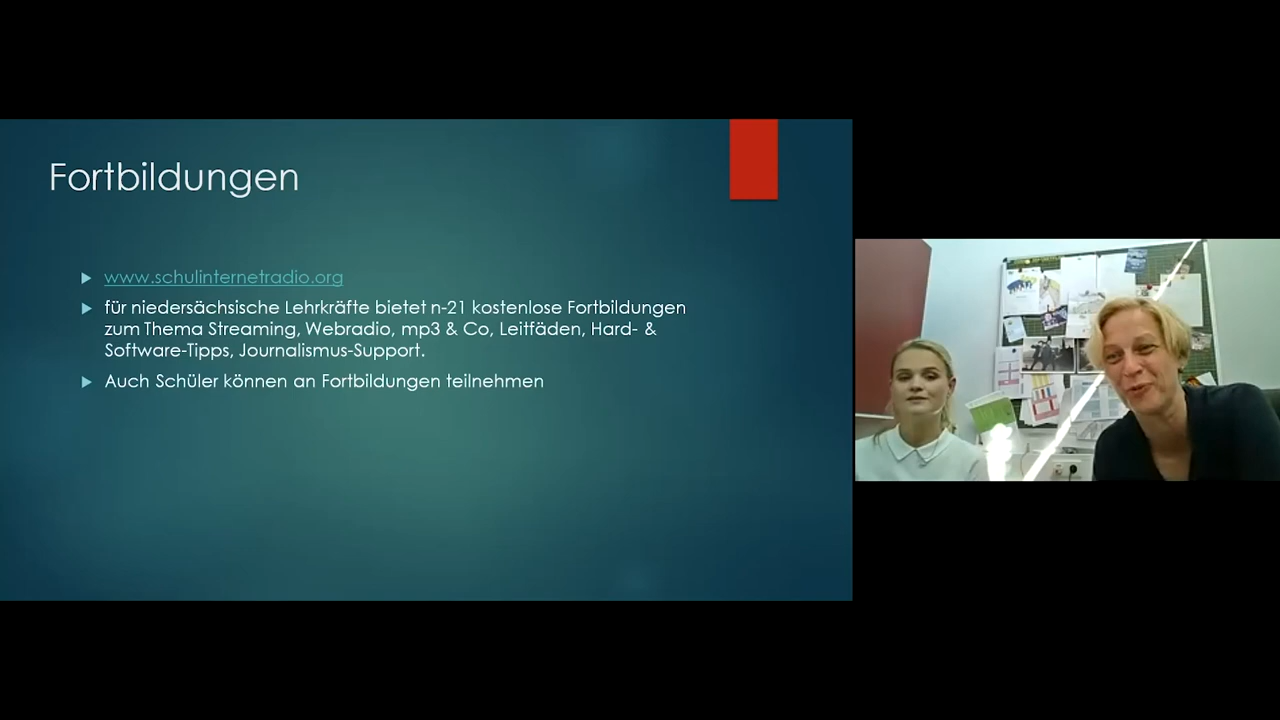 Fortbildungen
www.schulinternetradio.org
für niedersächsische Lehrkräfte bietet n-21 kostenlose Fortbildungen
zum Thema Streaming, Webradio, mp3 & Co, Leitfäden, Hard- &
Software-Tipps, Journalismus-Support.
Auch Schüler können an Fortbildungen teilnehmen